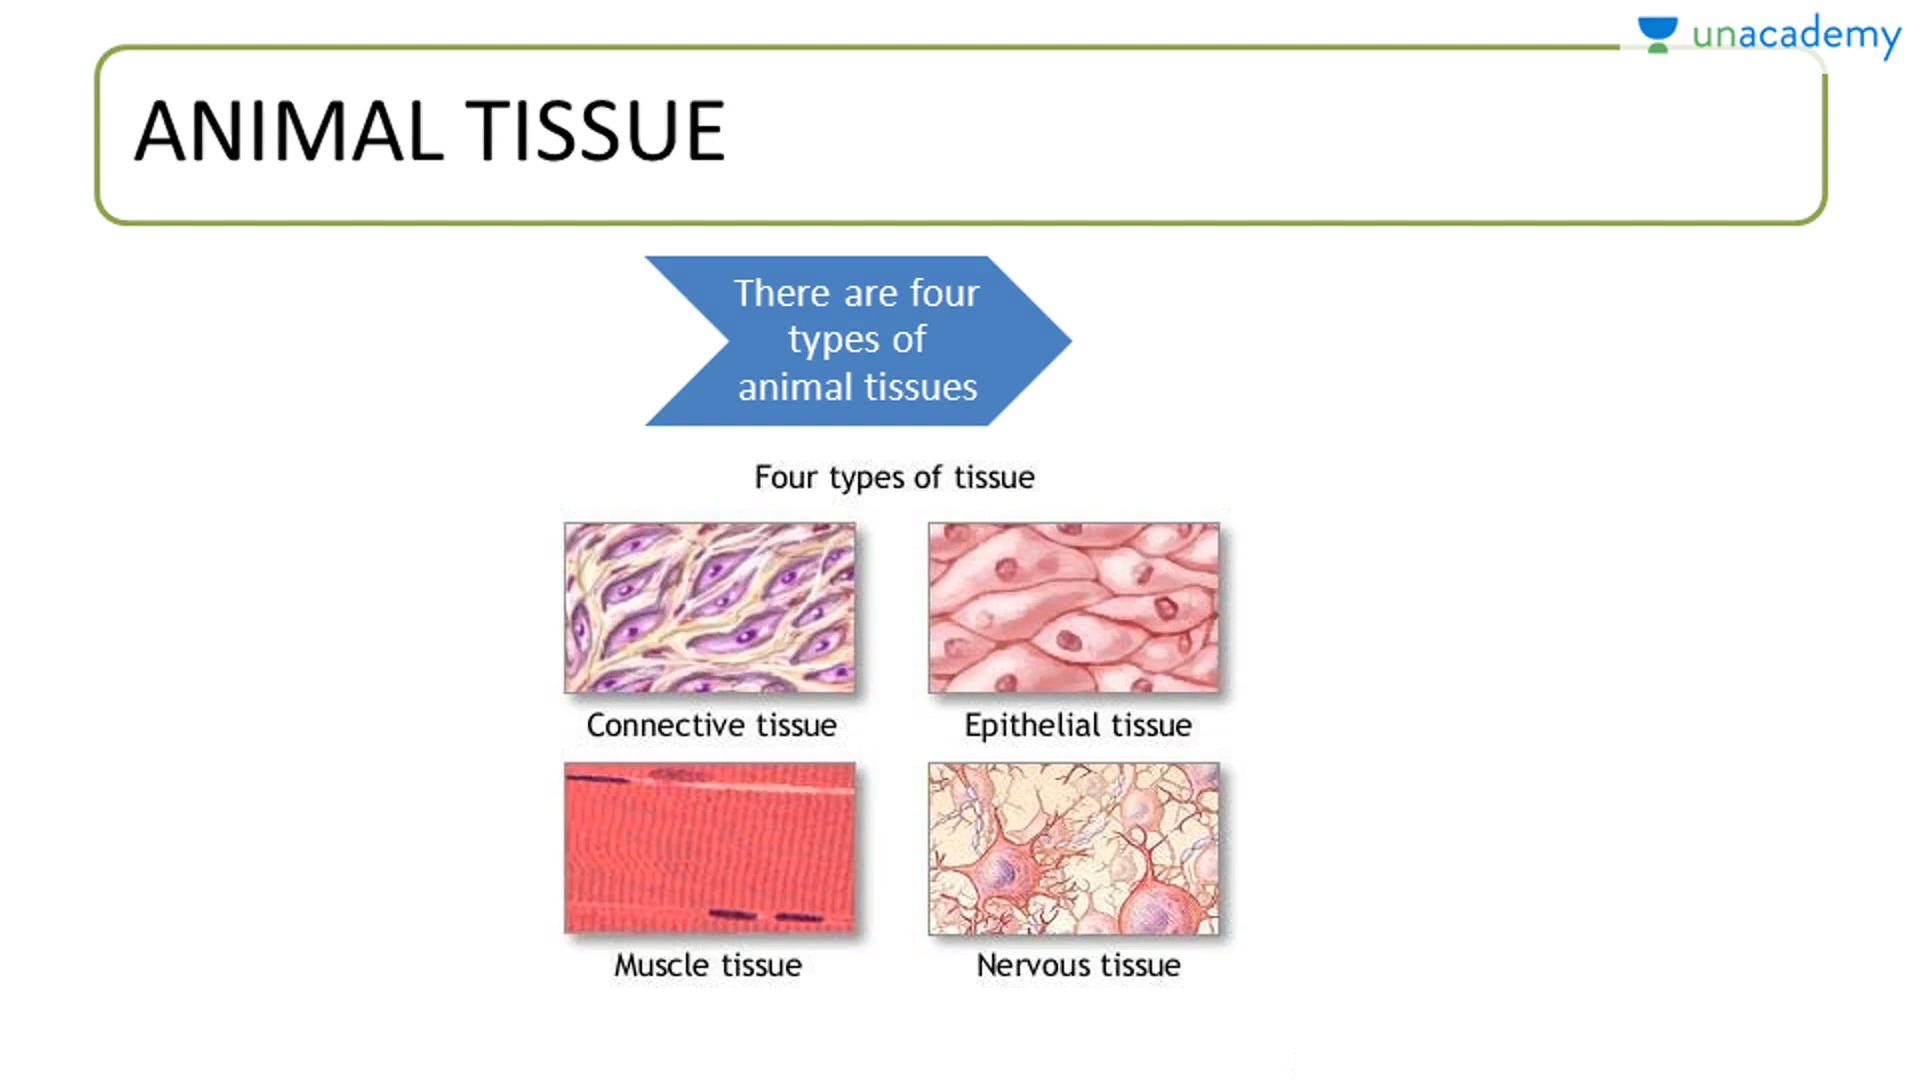 unacademy
ANIMAL TISSUE
There are four
types of
animal tissues
Four types of tissue
Connective tissue
Epithelial tissue
Muscle tissue
Nervous tissue